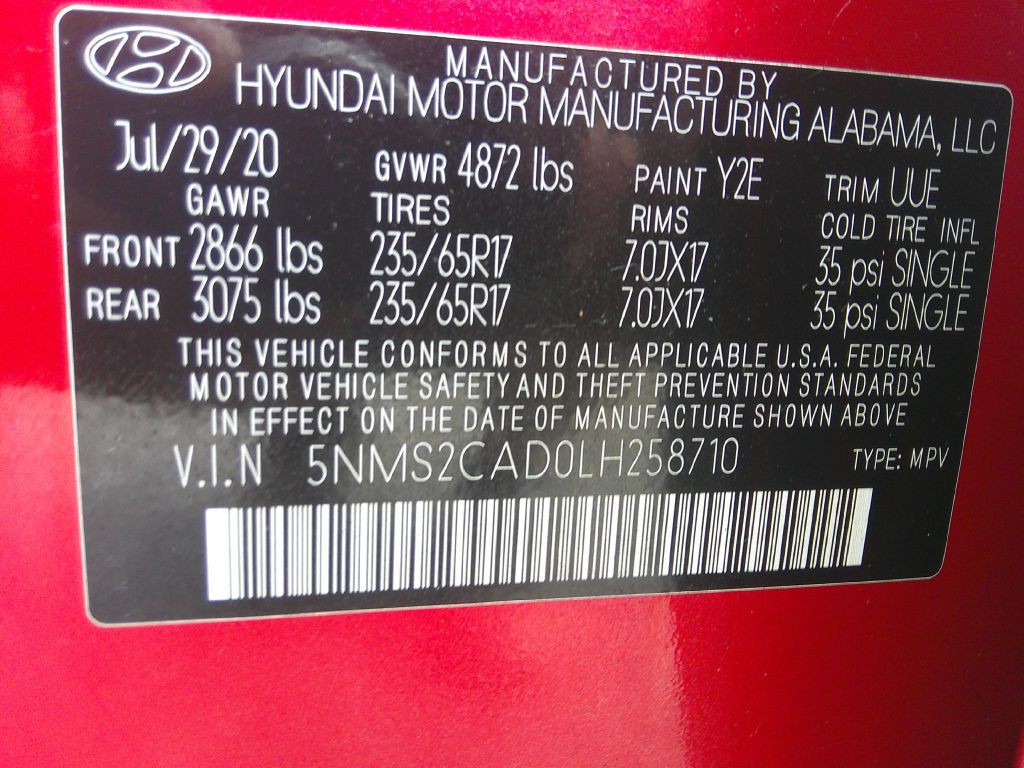 MANUFACTURED BY
HYUNDAI MOTOR MANUFACTURING ALABAMA, LLC
Jul/29/20 GVWR 4872 lbs PAINT Y2E TRIM UUE
GAWR TIRES RIMS COLD TIRE INFL
FRONT 2866 lbs 235/65R17 7.0JX17 35 psi SINGLE
REAR 3075 lbs 235/65R17 7.0JX17 35 psi SINGLE
THIS VEHICLE CONFORMS TO ALL APPLICABLE U.S.A. FEDERAL
MOTOR VEHICLE SAFETY AND THEFT PREVENTION STANDARDS
IN EFFECT ON THE DATE OF MANUFACTURE SHOWN ABOVE
V.I.N 5NMS2CAD0LH258710 TYPE: MPV